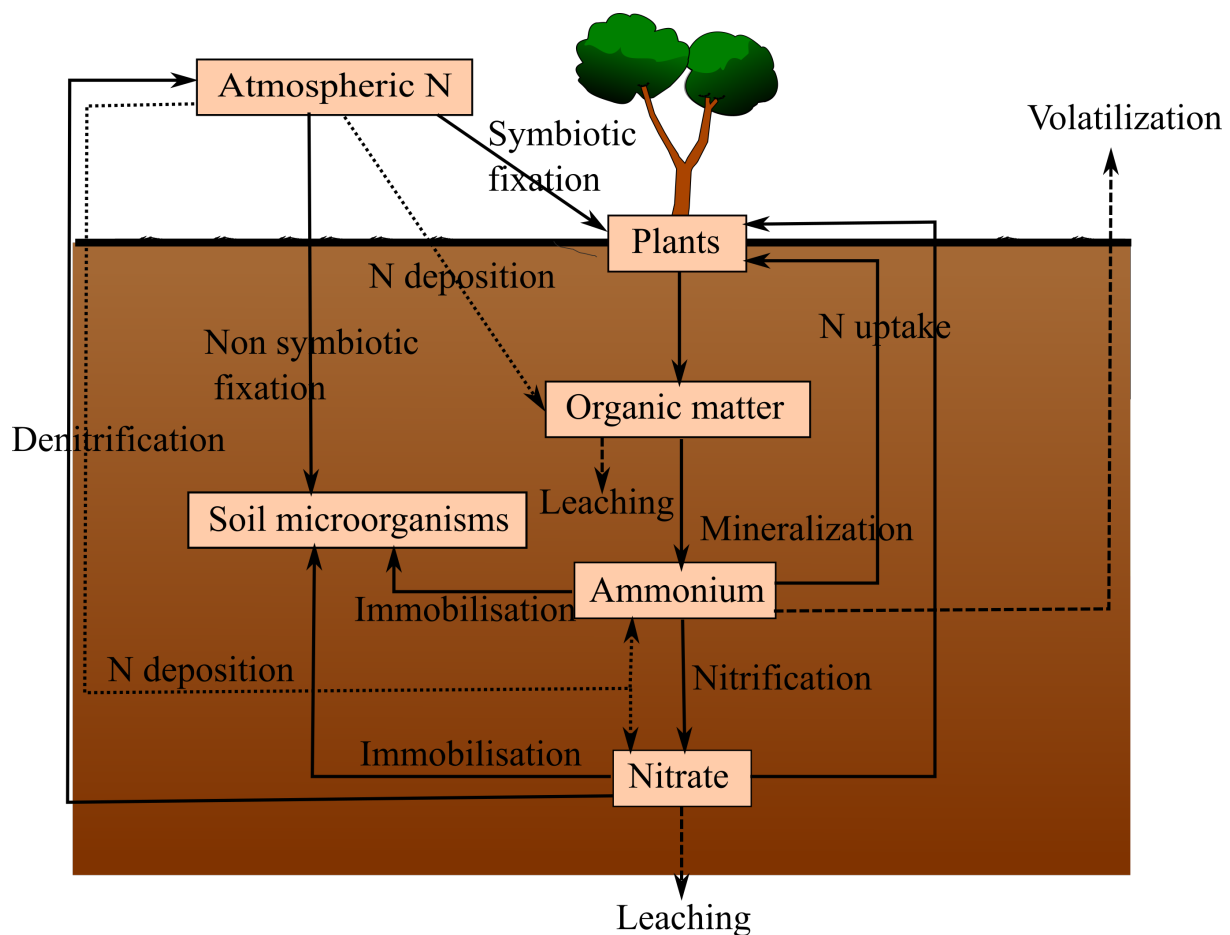 Atmospheric N
Symbiotic
fixation
Volatilization
Plants
N deposition
N uptake
Non symbiotic
fixation
Organic matter
Denitrification
Leaching
Soil microorganisms
Mineralization
Ammonium
Immobilisation
N deposition
Nitrification
Immobilisation
Nitrate
Leaching